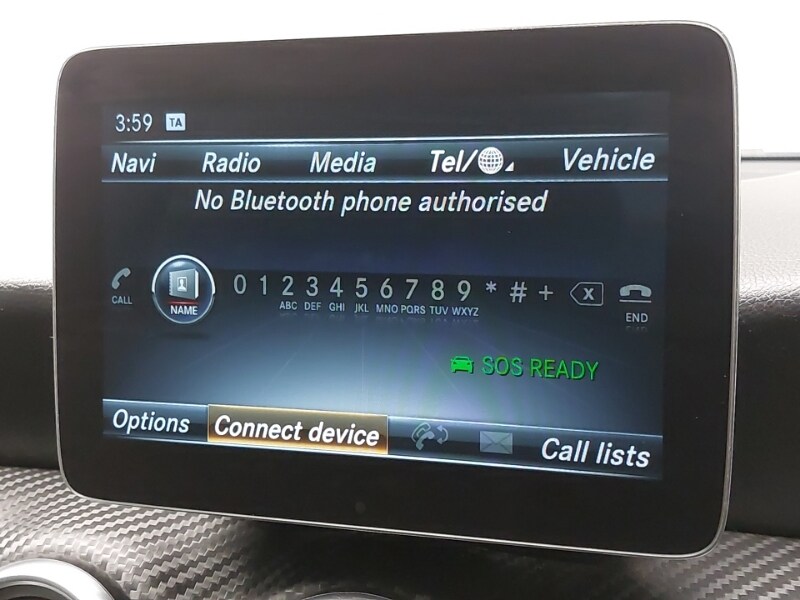 3:59 TA
Navi Radio Media Tel/ Vehicle
No Bluetooth phone authorised
0 1 2 3 4 5 6 7 8 9 * # + X
ABC DEF GHI JKL MNO PQRS TUV WXYZ
CALL NAME END
SOS READY
Options Connect device Call lists